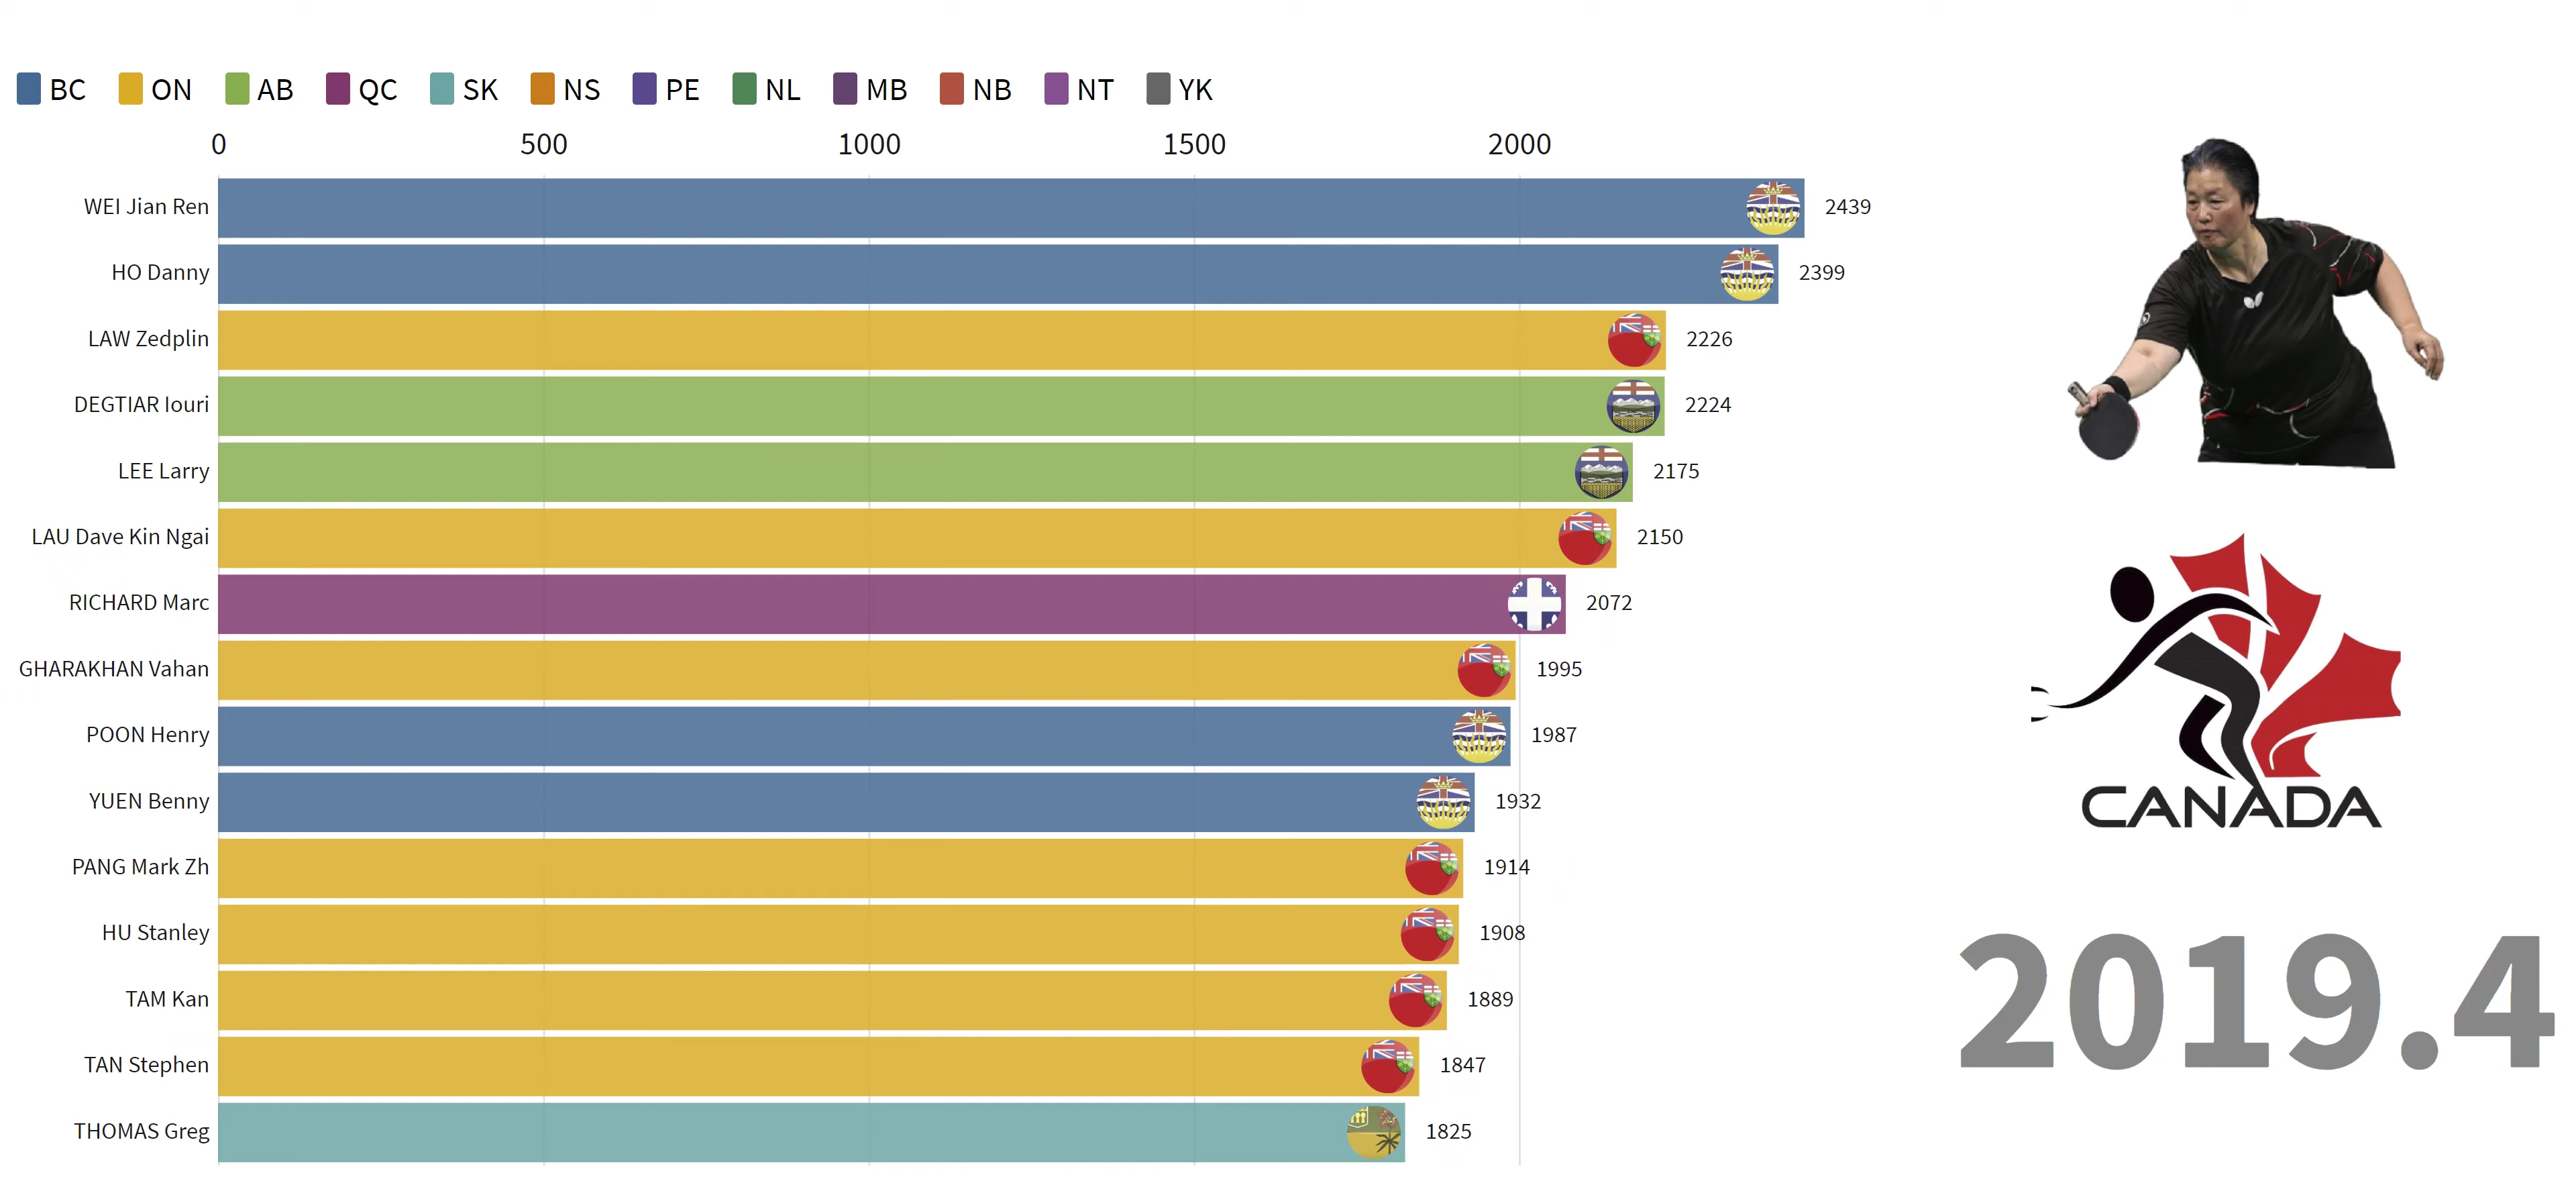 BC ON AB QC SK NS PE NL MB NB NT YK
0 500 1000 1500 2000
WEI Jian Ren 2439
HO Danny 2399
LAW Zedplin 2226
DEGTIAR Iouri 2224
LEE Larry 2175
LAU Dave Kin Ngai 2150
RICHARD Marc 2072
GHARAKHAN Vahan 1995
POON Henry 1987
YUEN Benny 1932
PANG Mark Zh 1914
HU Stanley 1908
TAM Kan 1889
TAN Stephen 1847
THOMAS Greg 1825
CANADA
2019.4